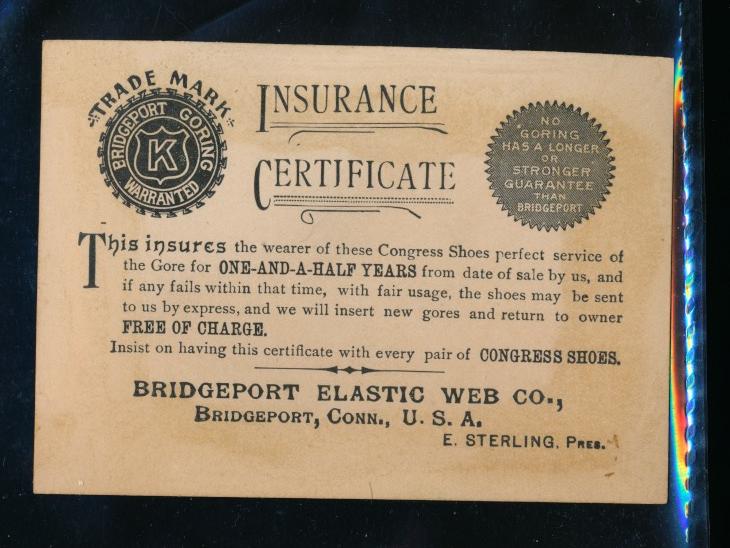 TRADE MARK
BRIDGEPORT GORING
K
WARRANTED
INSURANCE
CERTIFICATE
NO
GORING
HAS A LONGER
OR
STRONGER
GUARANTEE
THAN
BRIDGEPORT
This insures the wearer of these Congress Shoes perfect service of
the Gore for ONE-AND-A-HALF YEARS from date of sale by us, and
if any fails within that time, with fair usage, the shoes may be sent
to us by express, and we will insert new gores and return to owner
FREE OF CHARGE.
Insist on having this certificate with every pair of CONGRESS SHOES.
BRIDGEPORT ELASTIC WEB CO.,
BRIDGEPORT, CONN., U. S. A.
E. STERLING, PRES.